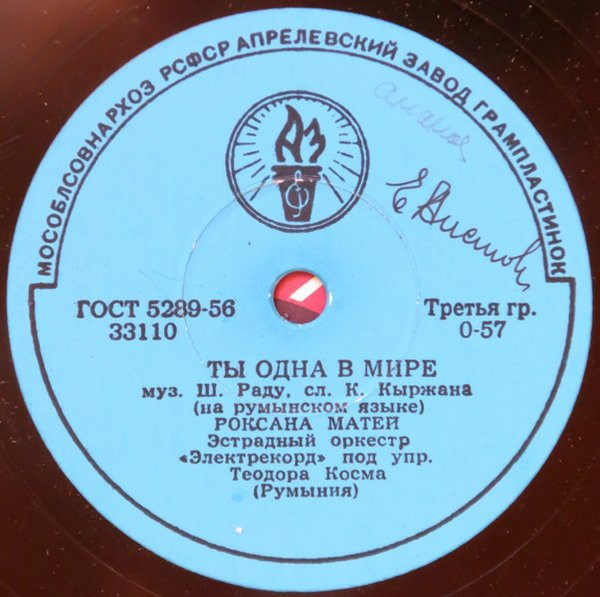 МОСОБЛСОВНАРХОЗ РСФСР АПРЕЛЕВСКИЙ ЗАВОД ГРАМПЛАСТИНОК
АЗ
ГОСТ 5289-56
33110
Третья гр.
0-57
ТЫ ОДНА В МИРЕ
муз. Ш. Раду, сл. К. Кыржана
(на румынском языке)
РОКСАНА МАТЕЙ
Эстрадный оркестр
«Электрекорд» под упр.
Теодора Косма
(Румыния)